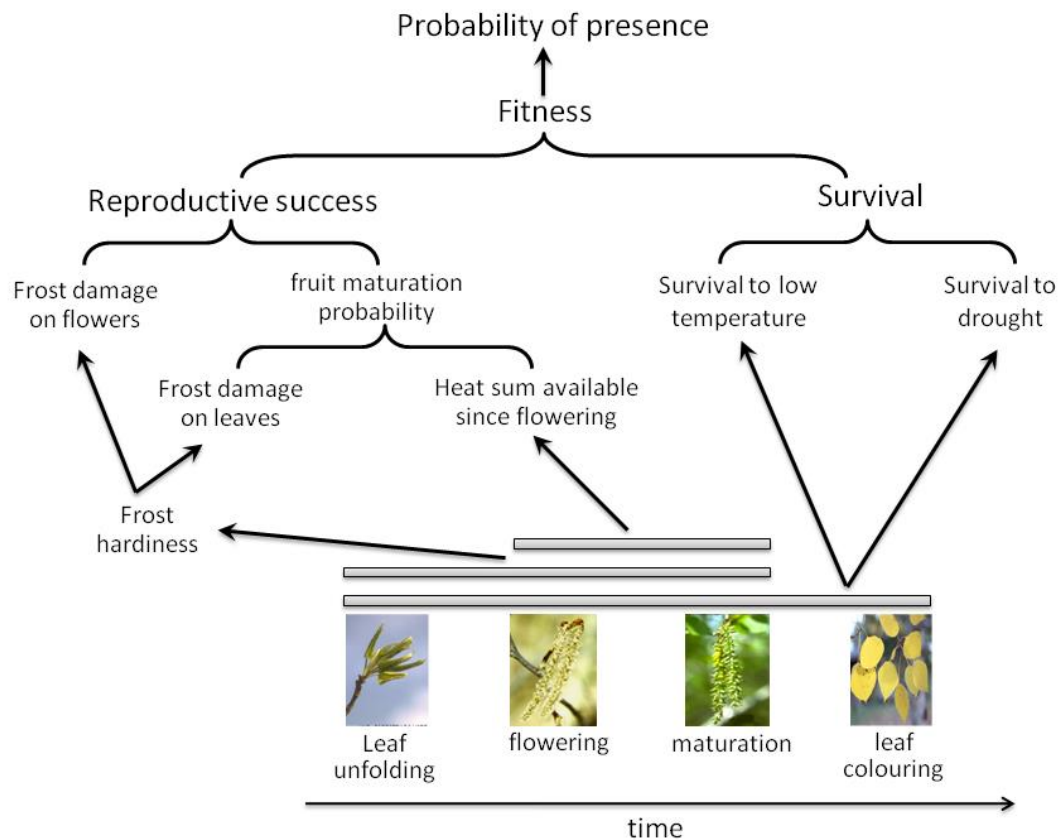 Probability of presence
Fitness
Reproductive success
Survival
Frost damage
on flowers
fruit maturation
probability
Survival to low
temperature
Survival to
drought
Frost damage
on leaves
Heat sum available
since flowering
Frost
hardiness
Leaf
unfolding
flowering
maturation
leaf
colouring
time